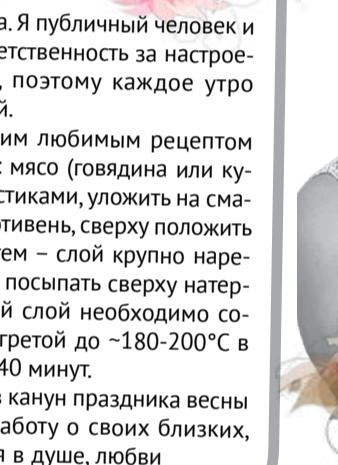 а. Я публичный человек и
етственность за настрое-
, поэтому каждое утро
й.
им любимым рецептом
: мясо (говядина или ку-
стиками, уложить на сма-
отивень, сверху положить
ем – слой крупно наре-
посыпать сверху натер-
й слой необходимо со-
гретой до ~180-200°C в
40 минут.
в канун праздника весны
аботу о своих близких,
я в душе, любви